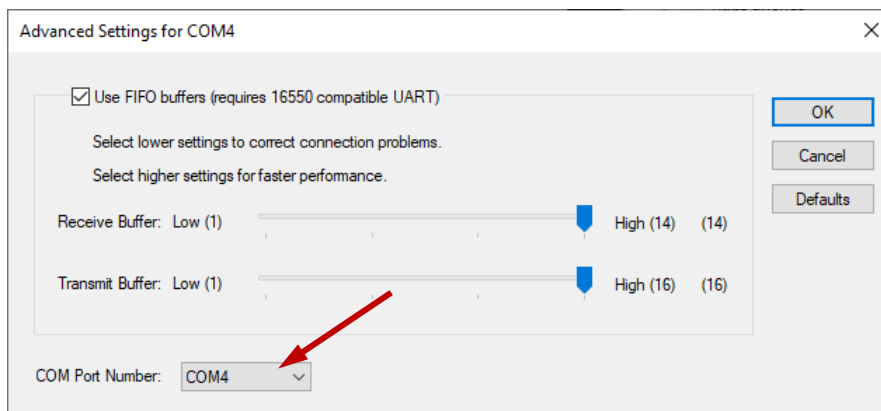 Advanced Settings for COM4
Use FIFO buffers (requires 16550 compatible UART)
OK
Select lower settings to correct connection problems.
Cancel
Select higher settings for faster performance.
Defaults
Receive Buffer: Low (1) High (14) (14)
Transmit Buffer: Low (1) High (16) (16)
COM Port Number: COM4